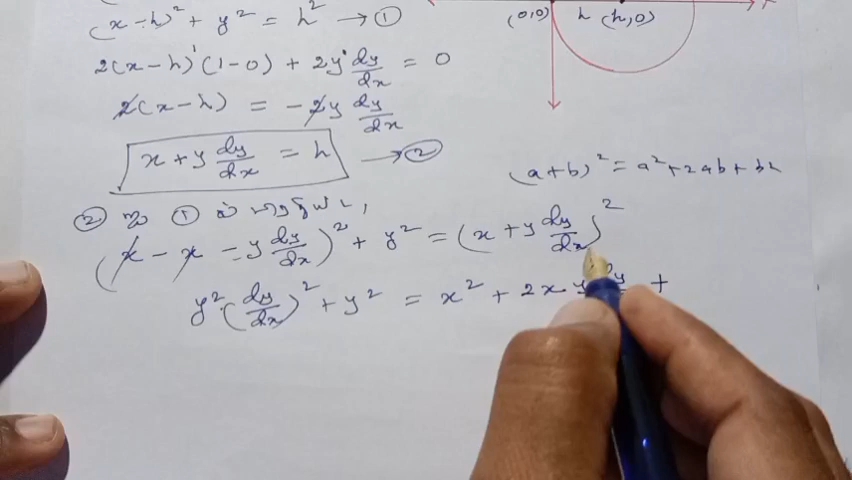 (x-h)² + y² = h² → ①
(0,0) h (h,0)
2(x-h)¹(1-0) + 2y¹ dy/dx = 0
2(x-h) = -2y dy/dx
x + y dy/dx = h → ②
(a+b)² = a² + 2ab + b²
② ஐ ① ல்
(x - x - y dy/dx)² + y² = (x + y dy/dx)²
y²·(dy/dx)² + y² = x² + 2x y dy +